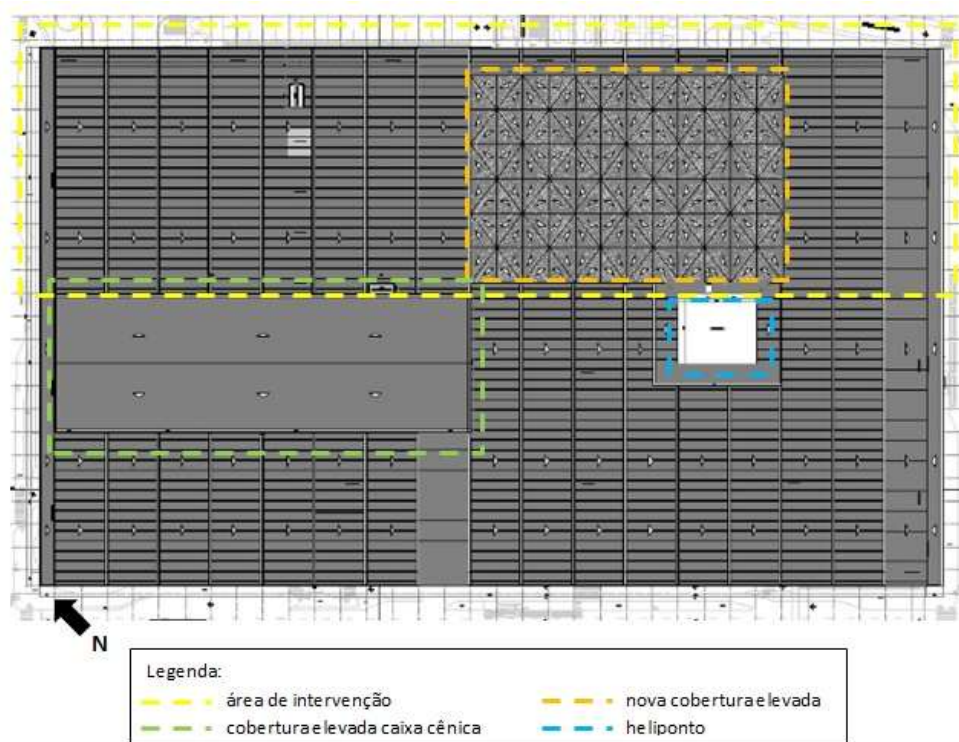 N
Legenda:
área de intervenção nova cobertura elevada
cobertura elevada caixa cênica heliponto